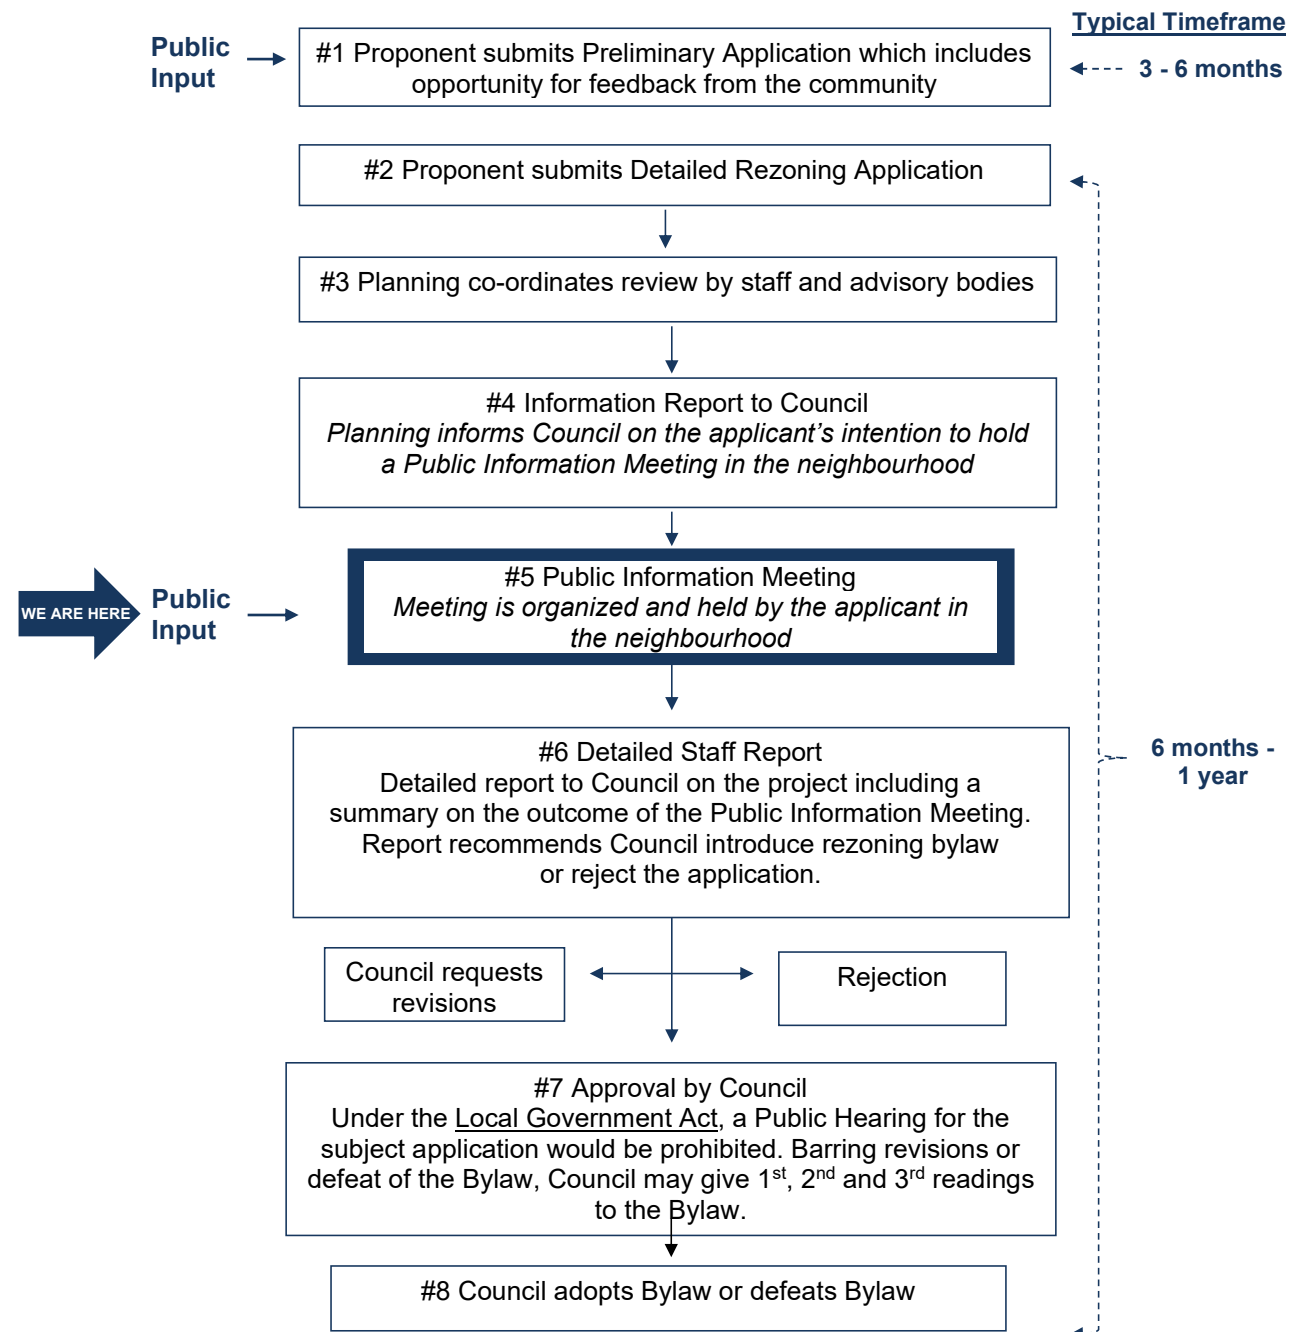 Typical Timeframe
Public
Input
#1 Proponent submits Preliminary Application which includes
opportunity for feedback from the community
3 - 6 months
#2 Proponent submits Detailed Rezoning Application
#3 Planning co-ordinates review by staff and advisory bodies
#4 Information Report to Council
Planning informs Council on the applicant’s intention to hold
a Public Information Meeting in the neighbourhood
WE ARE HERE
Public
Input
#5 Public Information Meeting
Meeting is organized and held by the applicant in
the neighbourhood
#6 Detailed Staff Report
Detailed report to Council on the project including a
summary on the outcome of the Public Information Meeting.
Report recommends Council introduce rezoning bylaw
or reject the application.
6 months -
1 year
Council requests
revisions
Rejection
#7 Approval by Council
Under the Local Government Act, a Public Hearing for the
subject application would be prohibited. Barring revisions or
defeat of the Bylaw, Council may give 1st, 2nd and 3rd readings
to the Bylaw.
#8 Council adopts Bylaw or defeats Bylaw